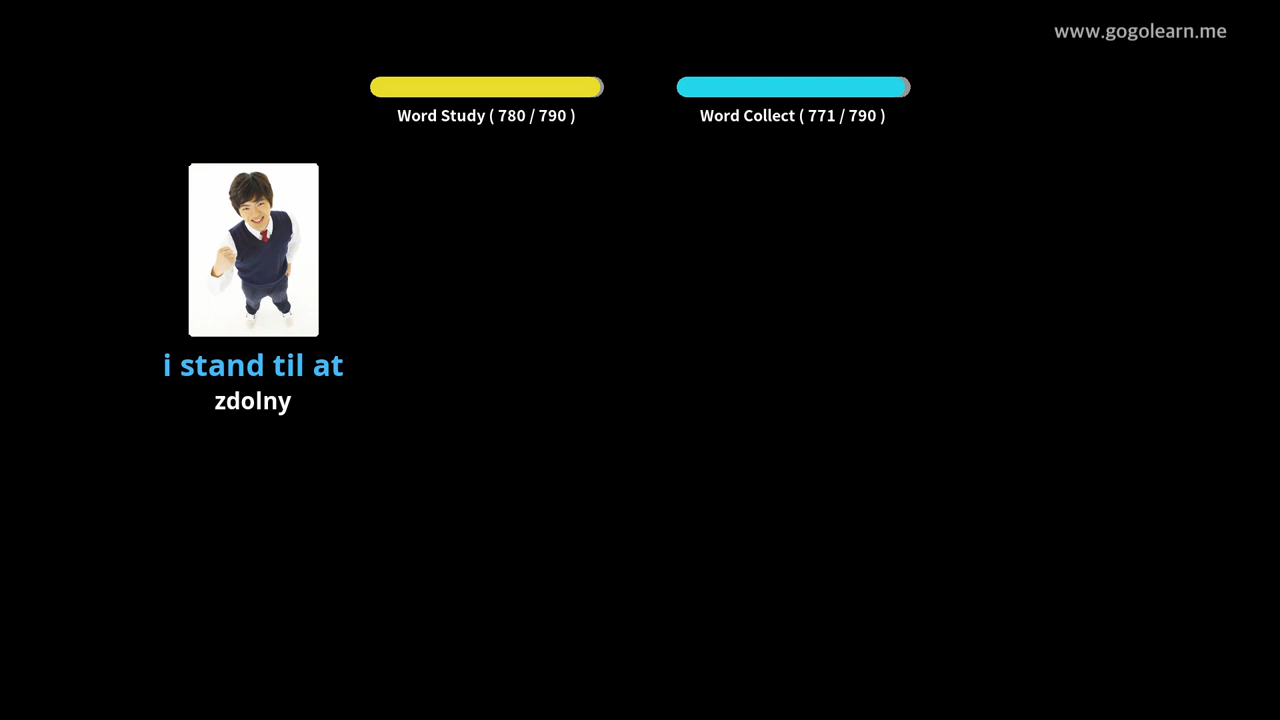 www.gogolearn.me
Word Study ( 780 / 790 )
Word Collect ( 771 / 790 )
i stand til at
zdolny